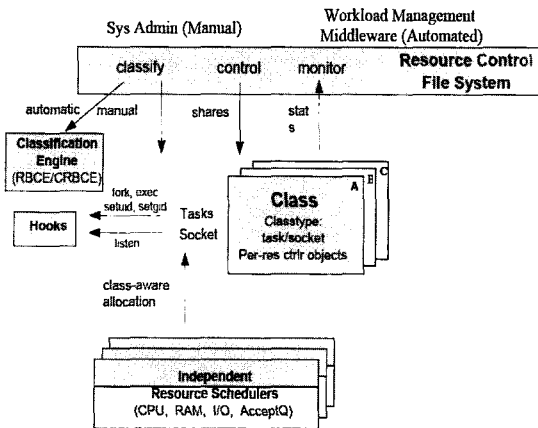 Sys Admin (Manual)
Workload Management
Middleware (Automated)
classify
control
monitor
Resource Control
File System
automatic
manual
shares
stat
s
Classification
Engine
(RBCE/CRBCE)
A
B
C
Class
Classtype:
task/socket
Per-res ctrlr objects
fork, exec
setuid, setgid
Hooks
listen
Tasks
Socket
class-aware
allocation
Independent
Resource Schedulers
(CPU, RAM, I/O, AcceptQ)